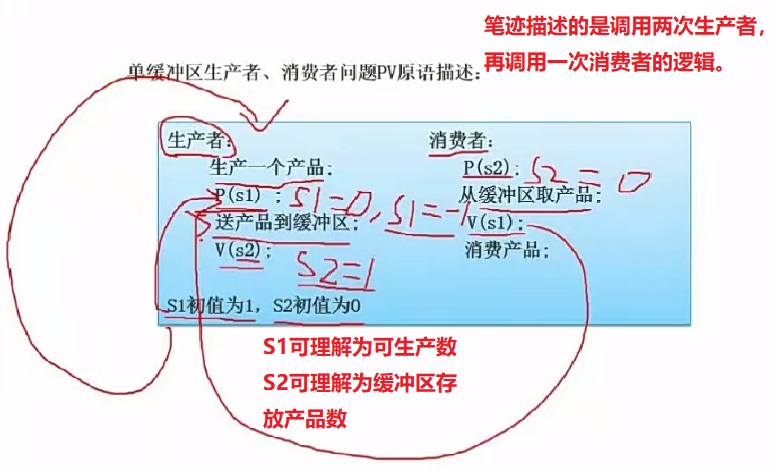 笔迹描述的是调用两次生产者,
再调用一次消费者的逻辑。
单缓冲区生产者、消费者问题PV原语描述:
生产者:
生产一个产品;
P(s1) ; S1=0, S1=-1
送产品到缓冲区;
V(s2); S2=1
S1初值为1, S2初值为0
消费者:
P(s2); S2=0
从缓冲区取产品;
V(s1);
消费产品;
S1可理解为可生产数
S2可理解为缓冲区存
放产品数